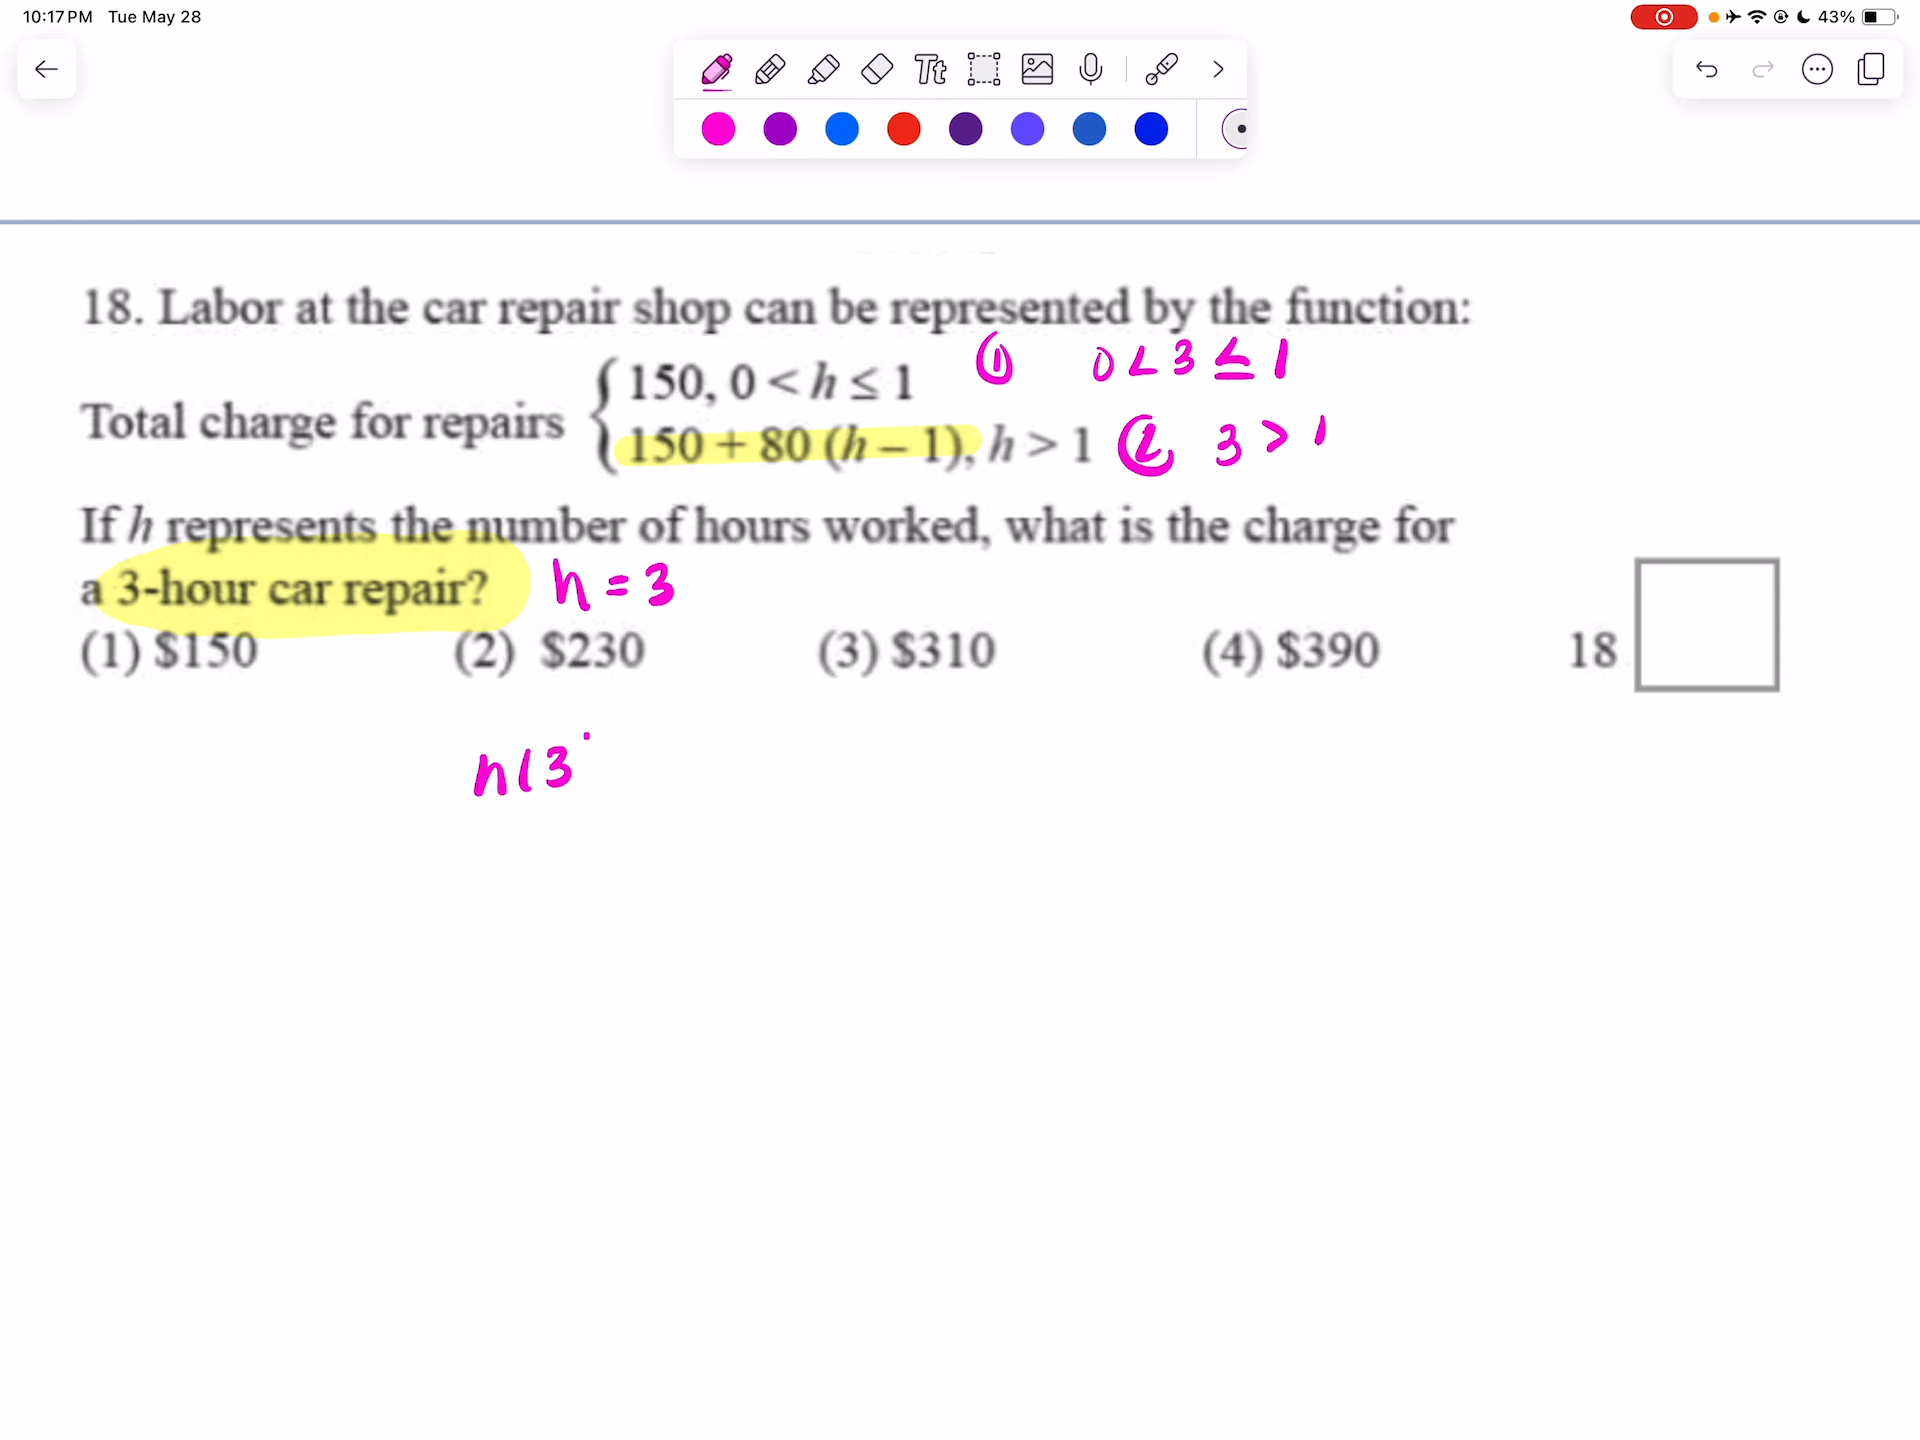 10:17 PM Tue May 28
43%
Tt
18. Labor at the car repair shop can be represented by the function:
Total charge for repairs { 150, 0 < h ≤ 1 ① 0 < 3 ≤ 1
150 + 80 (h – 1), h > 1 ② 3 > 1
If h represents the number of hours worked, what is the charge for
a 3-hour car repair? h = 3
(1) $150 (2) $230 (3) $310 (4) $390 18
h(3